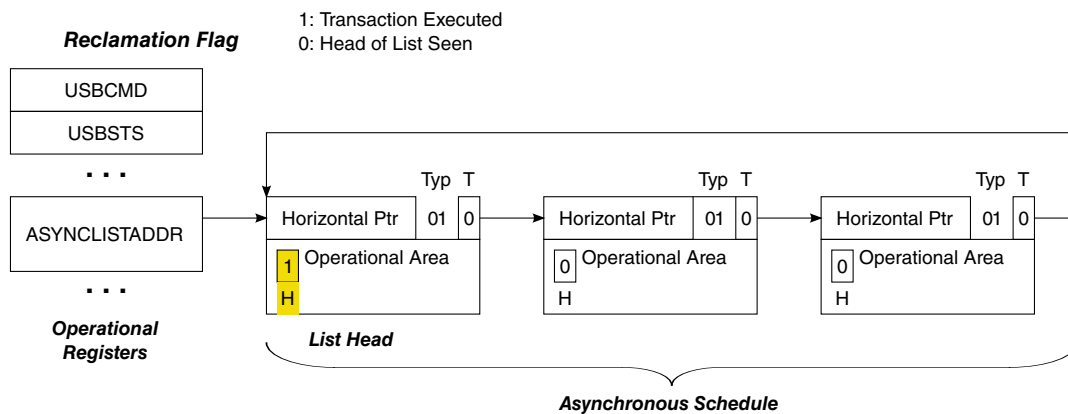 Reclamation Flag
1: Transaction Executed
0: Head of List Seen
USBCMD
USBSTS
...
ASYNCLISTADDR
...
Operational
Registers
Typ T
Horizontal Ptr 01 0
1 Operational Area
H
List Head
Typ T
Horizontal Ptr 01 0
0 Operational Area
H
Typ T
Horizontal Ptr 01 0
0 Operational Area
H
Asynchronous Schedule